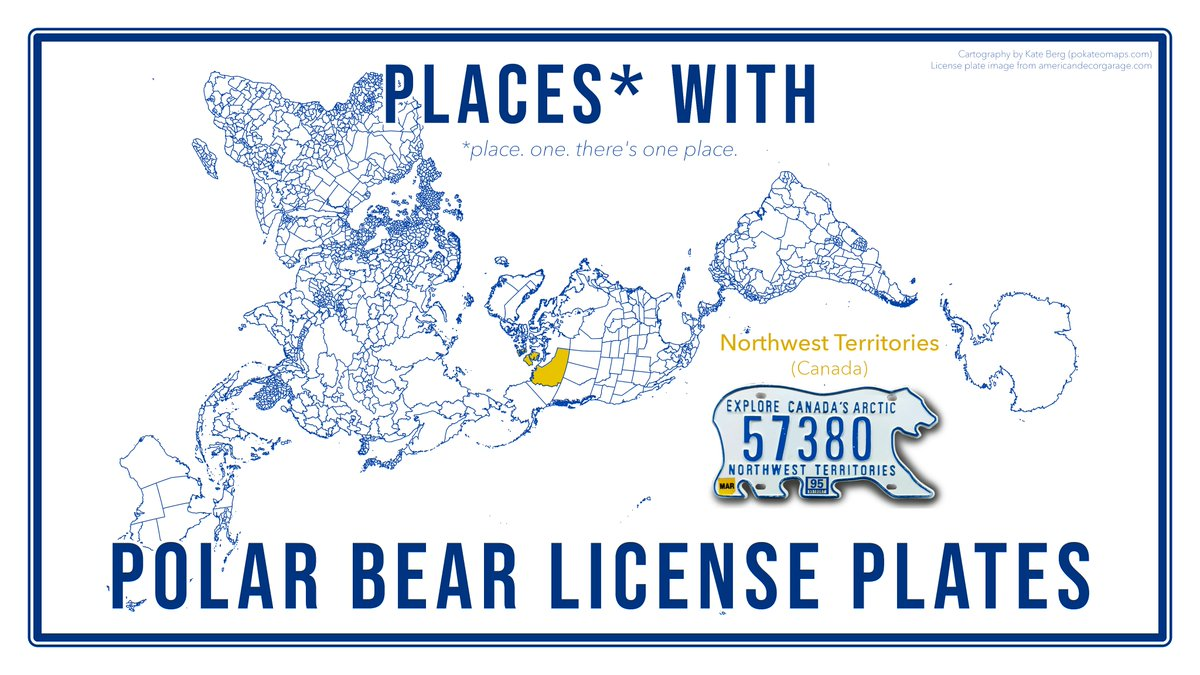 Cartography by Kate Berg (pokateomaps.com)
License plate image from americandecorgarage.com
PLACES* WITH
*place. one. there's one place.
Northwest Territories
(Canada)
EXPLORE CANADA'S ARCTIC
57380
NORTHWEST TERRITORIES
MAR
95
POLAR BEAR LICENSE PLATES